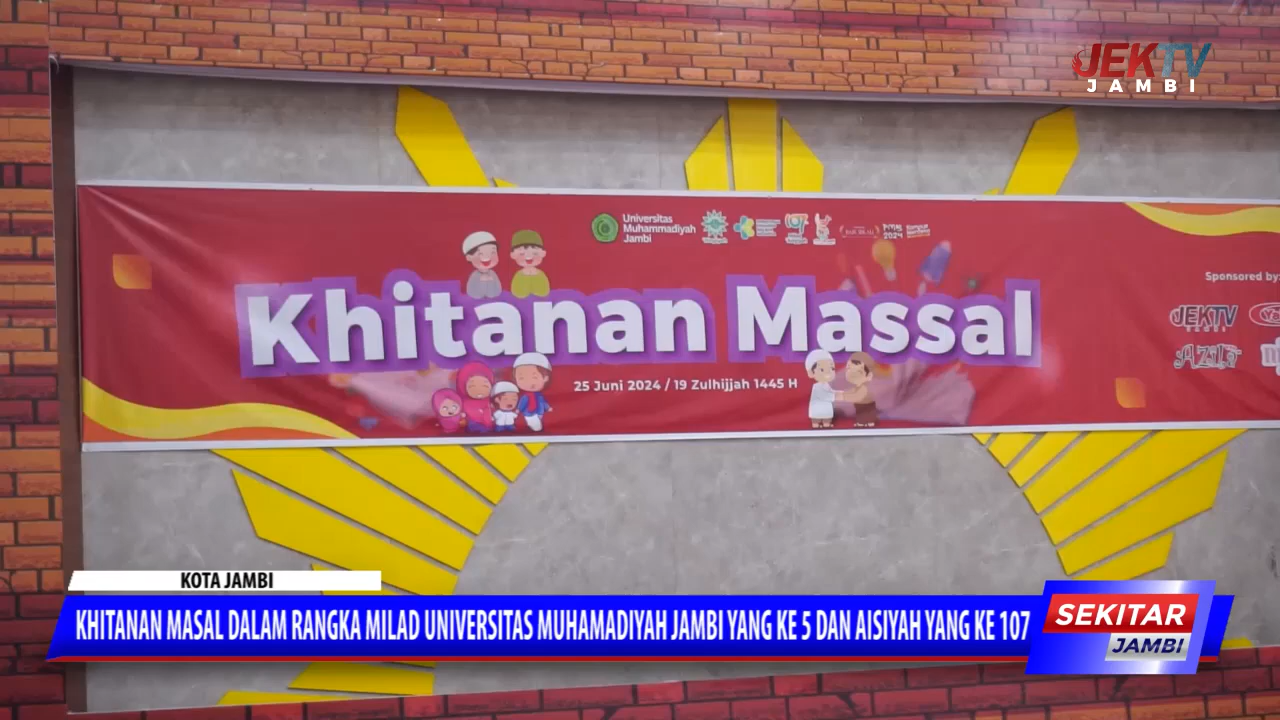 JEKTV
JAMBI
Universitas
Muhammadiyah
Jambi
107
Khitanan Massal
25 Juni 2024 / 19 Zulhijjah 1445 H
Sponsored by:
JEKTV
KOTA JAMBI
KHITANAN MASAL DALAM RANGKA MILAD UNIVERSITAS MUHAMADIYAH JAMBI YANG KE 5 DAN AISIYAH YANG KE 107
SEKITAR
JAMBI